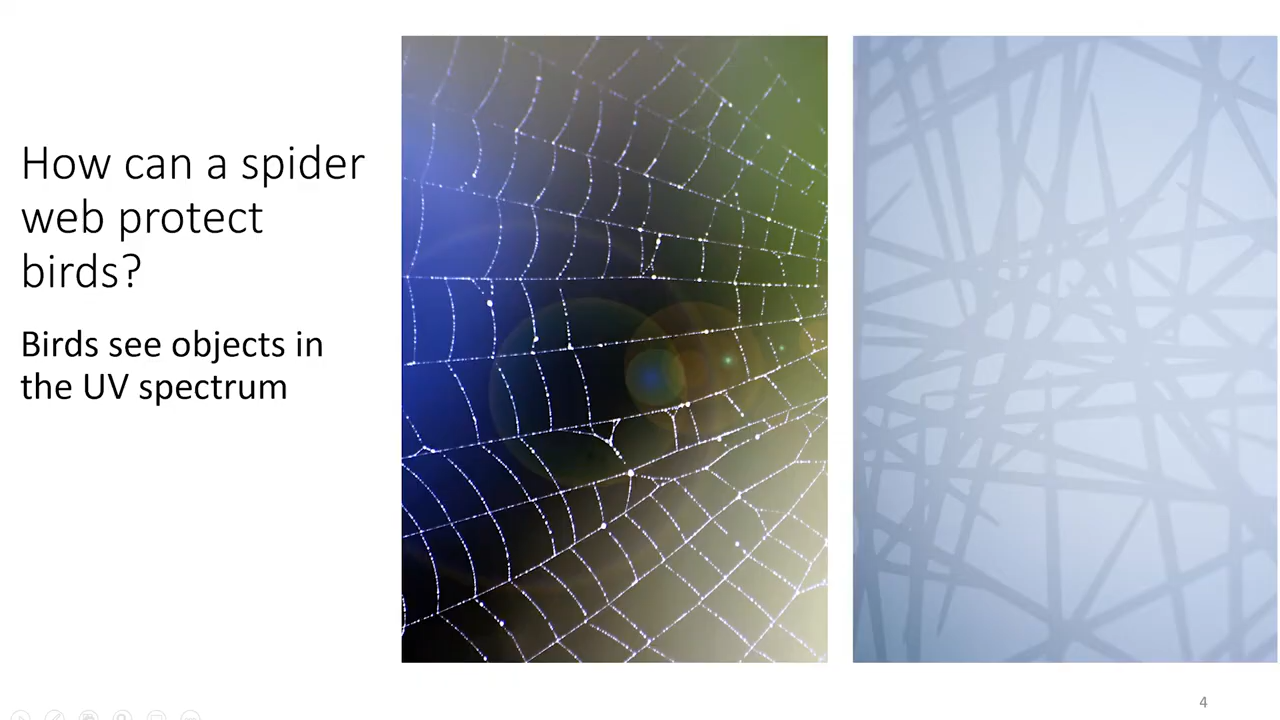 How can a spider
web protect
birds?
Birds see objects in
the UV spectrum
4